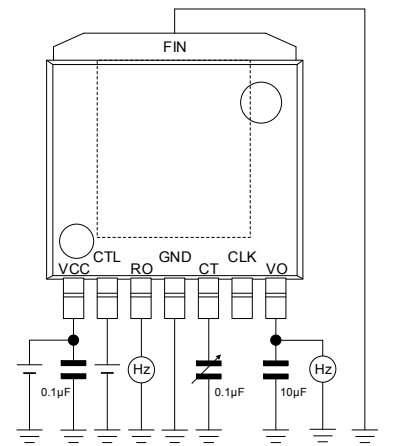 FIN
VCC CTL RO GND CT CLK VO
0.1µF Hz 0.1µF 10µF Hz